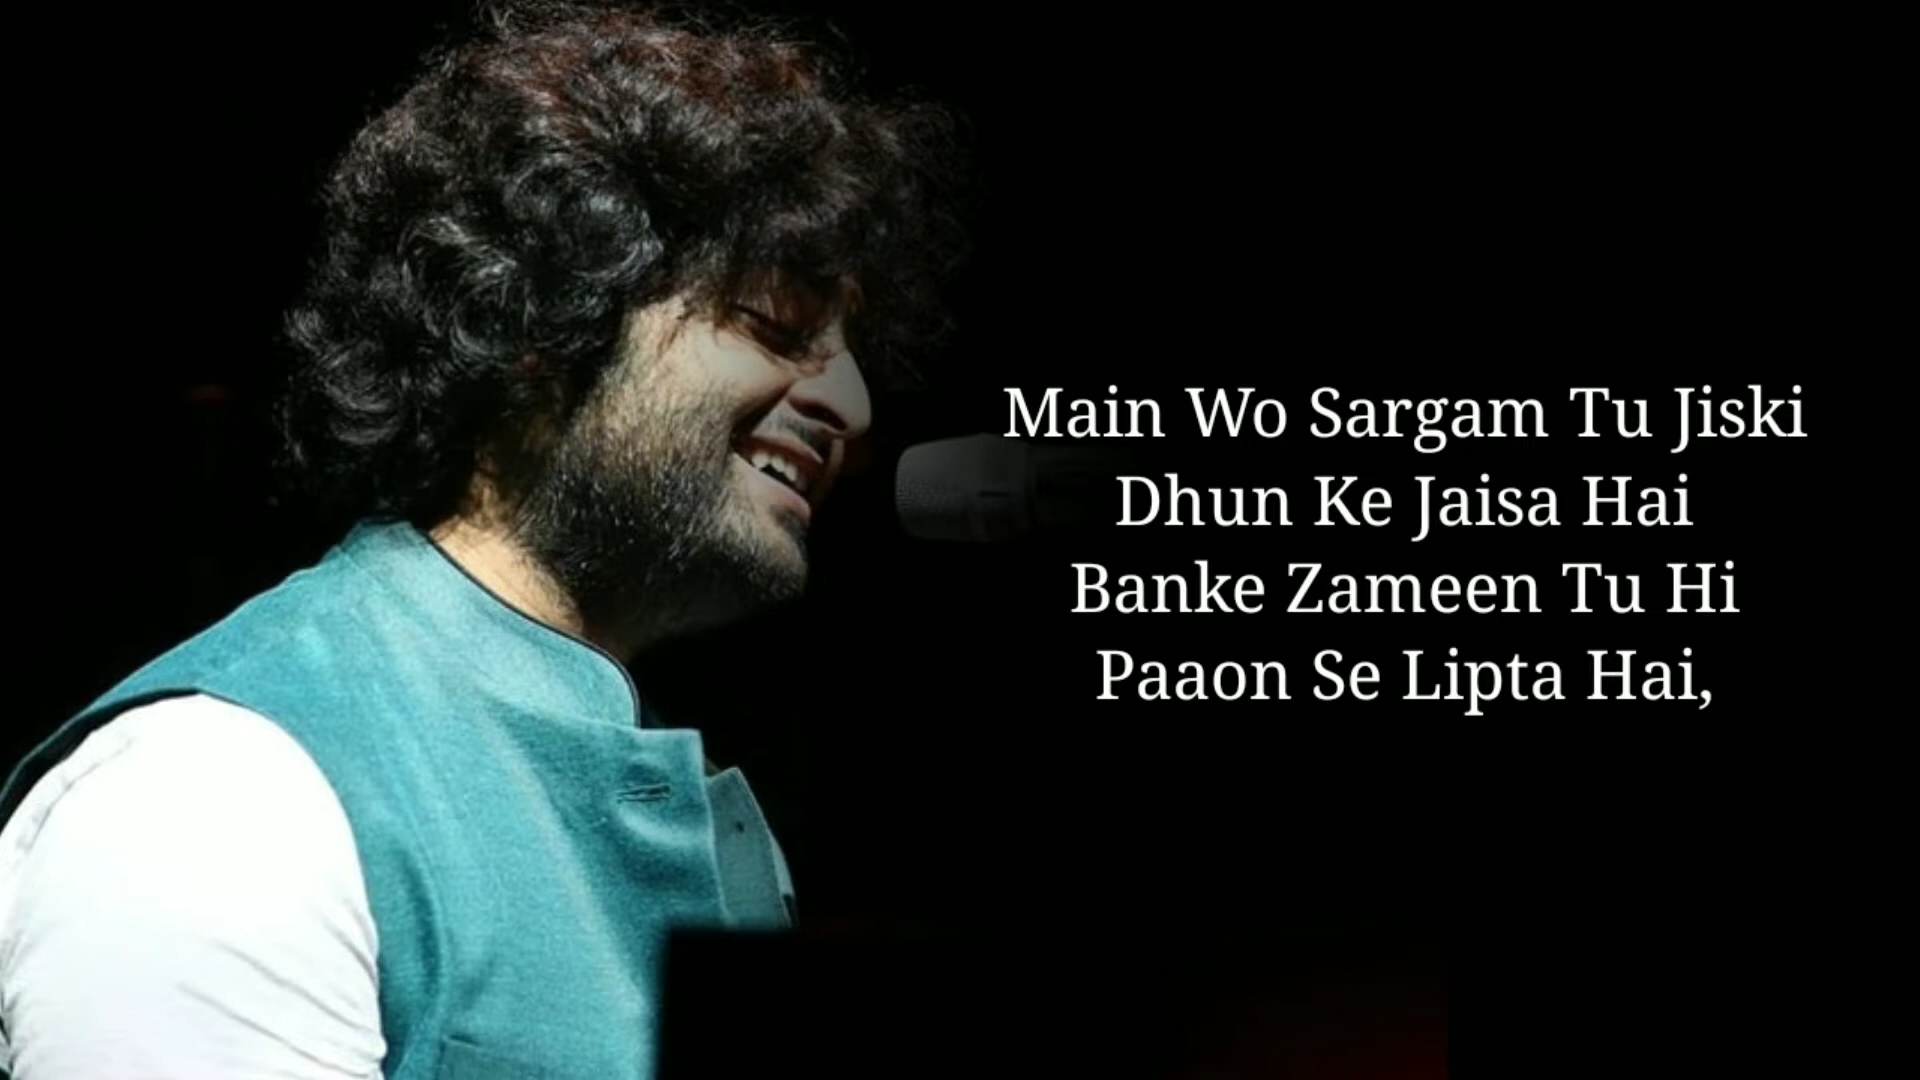 Main Wo Sargam Tu Jiski
Dhun Ke Jaisa Hai
Banke Zameen Tu Hi
Paaon Se Lipta Hai,